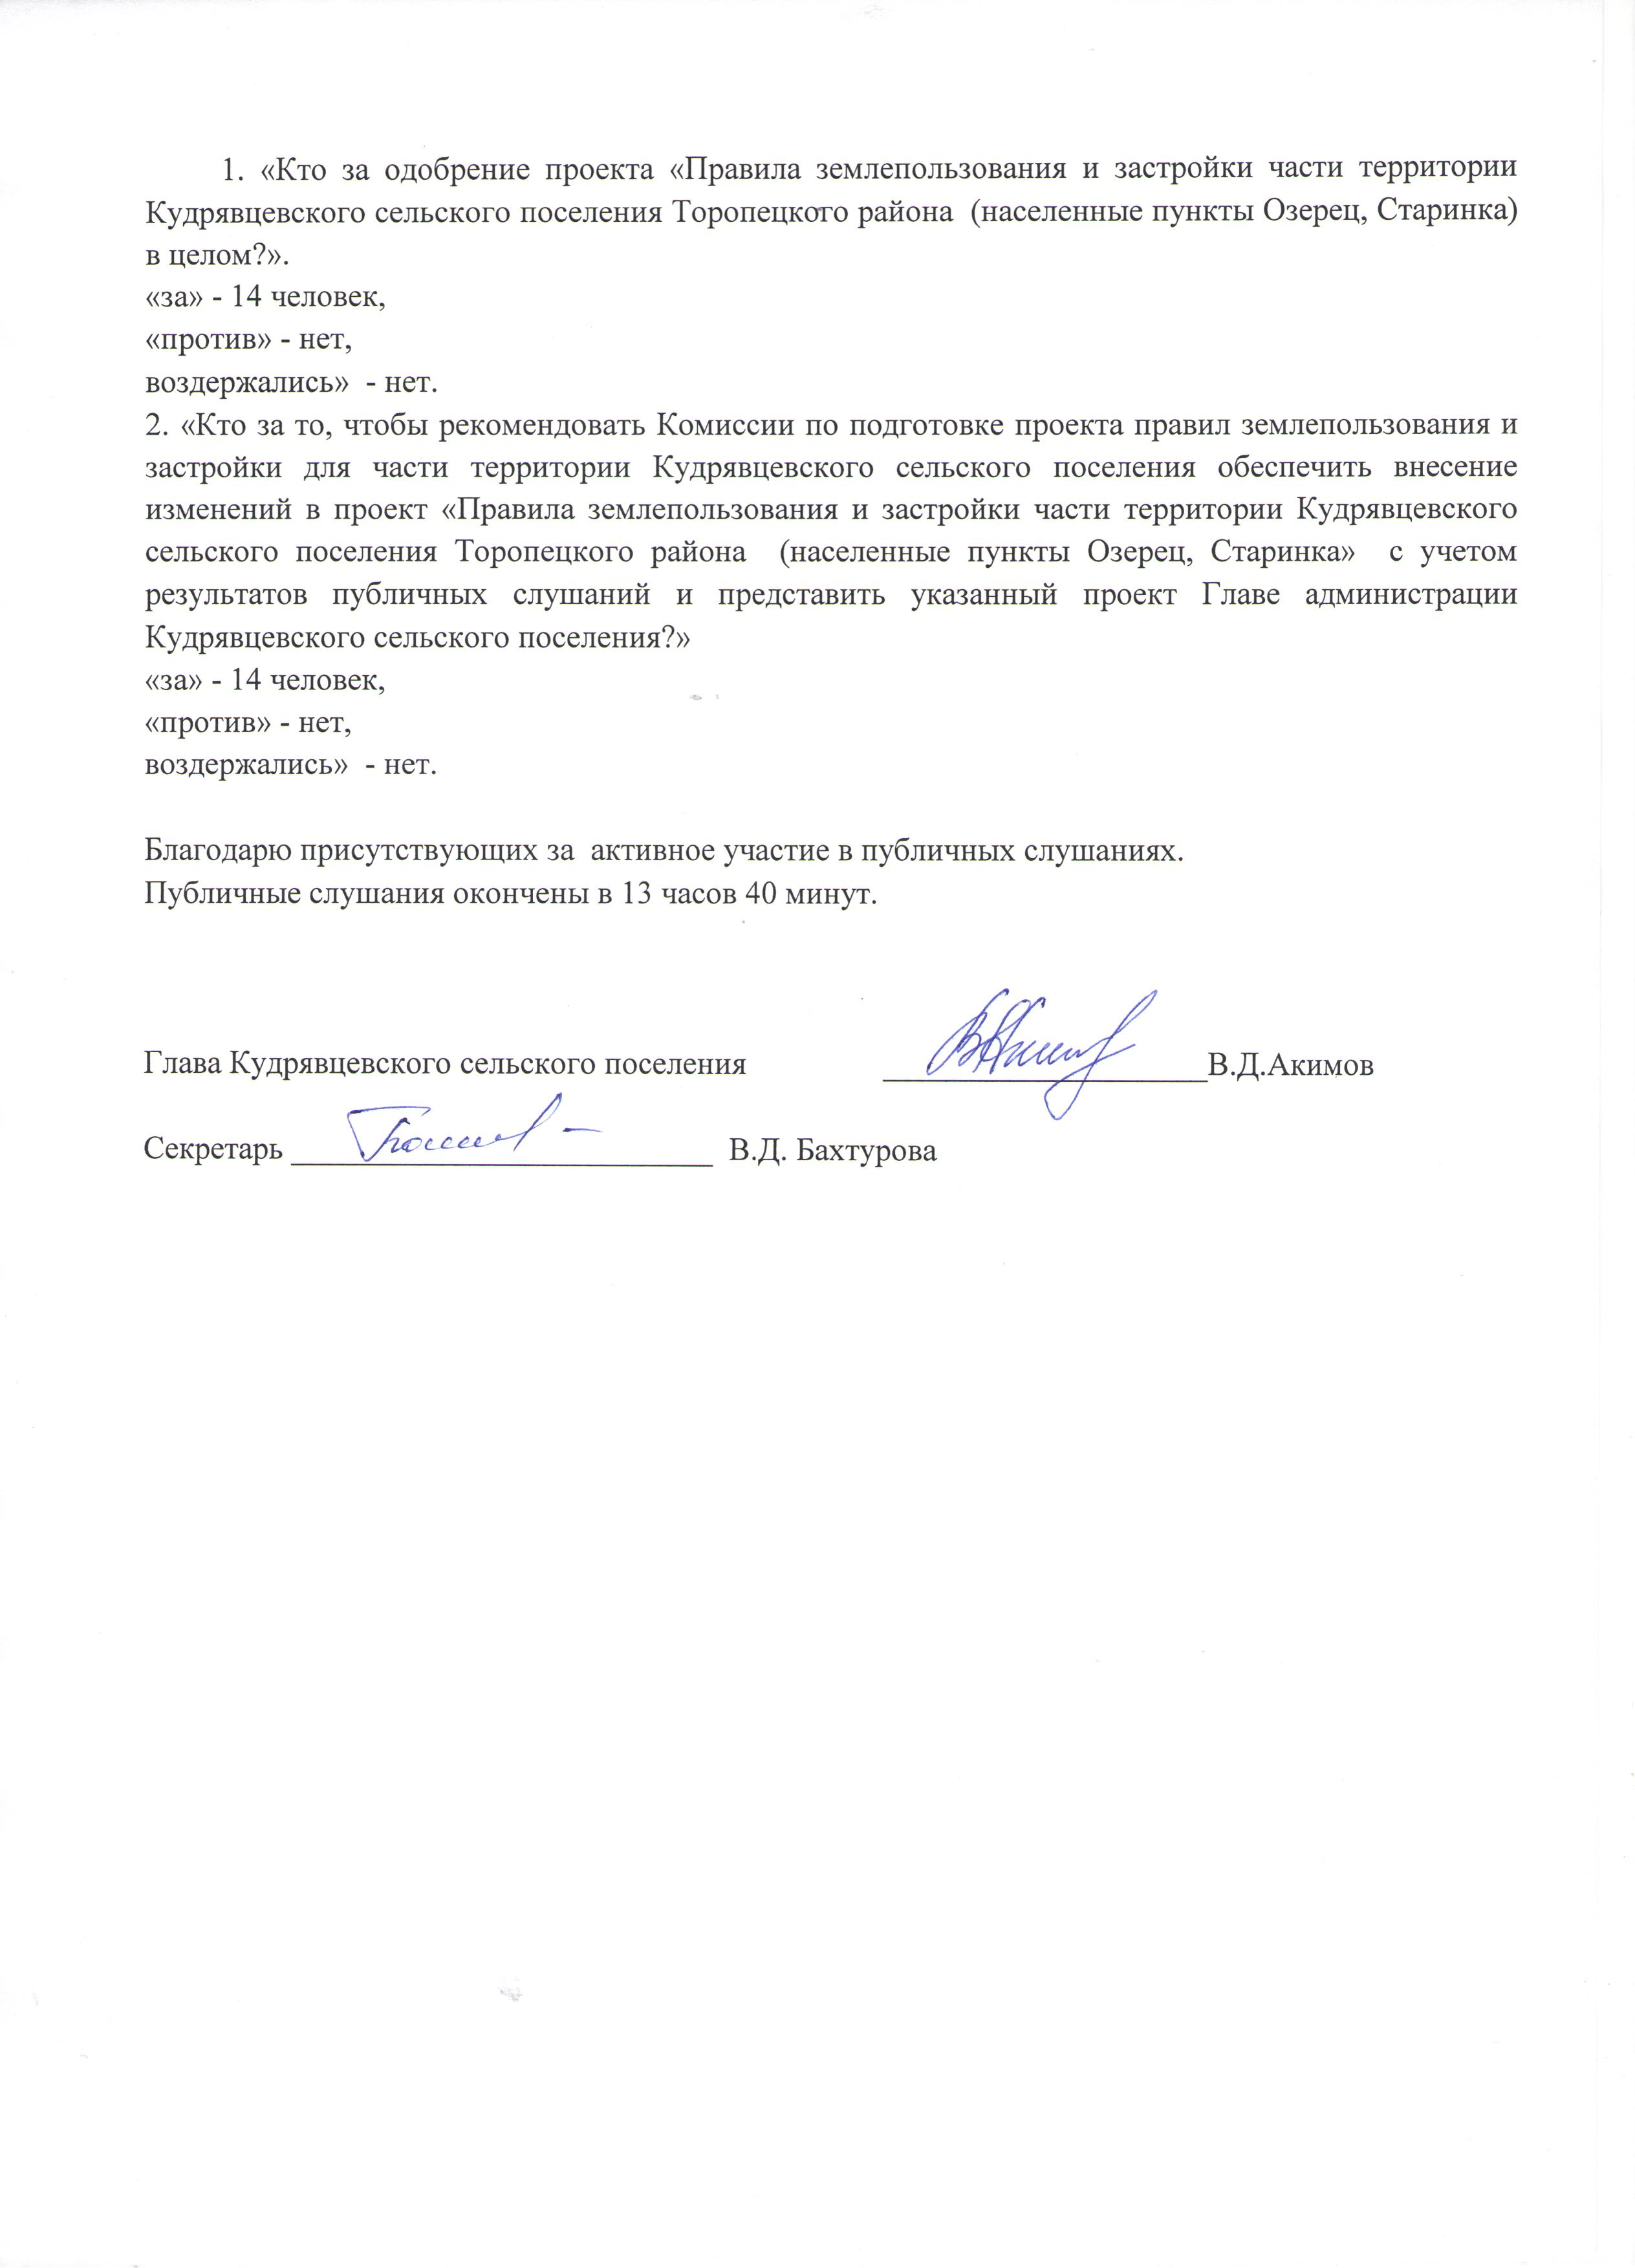 1. «Кто за одобрение проекта «Правила землепользования и застройки части территории
Кудрявцевского сельского поселения Торопецкого района (населенные пункты Озерец, Старинка)
в целом?».
«за» - 14 человек,
«против» - нет,
воздержались» - нет.
2. «Кто за то, чтобы рекомендовать Комиссии по подготовке проекта правил землепользования и
застройки для части территории Кудрявцевского сельского поселения обеспечить внесение
изменений в проект «Правила землепользования и застройки части территории Кудрявцевского
сельского поселения Торопецкого района (населенные пункты Озерец, Старинка» с учетом
результатов публичных слушаний и представить указанный проект Главе администрации
Кудрявцевского сельского поселения?»
«за» - 14 человек,
«против» - нет,
воздержались» - нет.
Благодарю присутствующих за активное участие в публичных слушаниях.
Публичные слушания окончены в 13 часов 40 минут.
Глава Кудрявцевского сельского поселения ____________________В.Д.Акимов
Секретарь __________________________ В.Д. Бахтурова